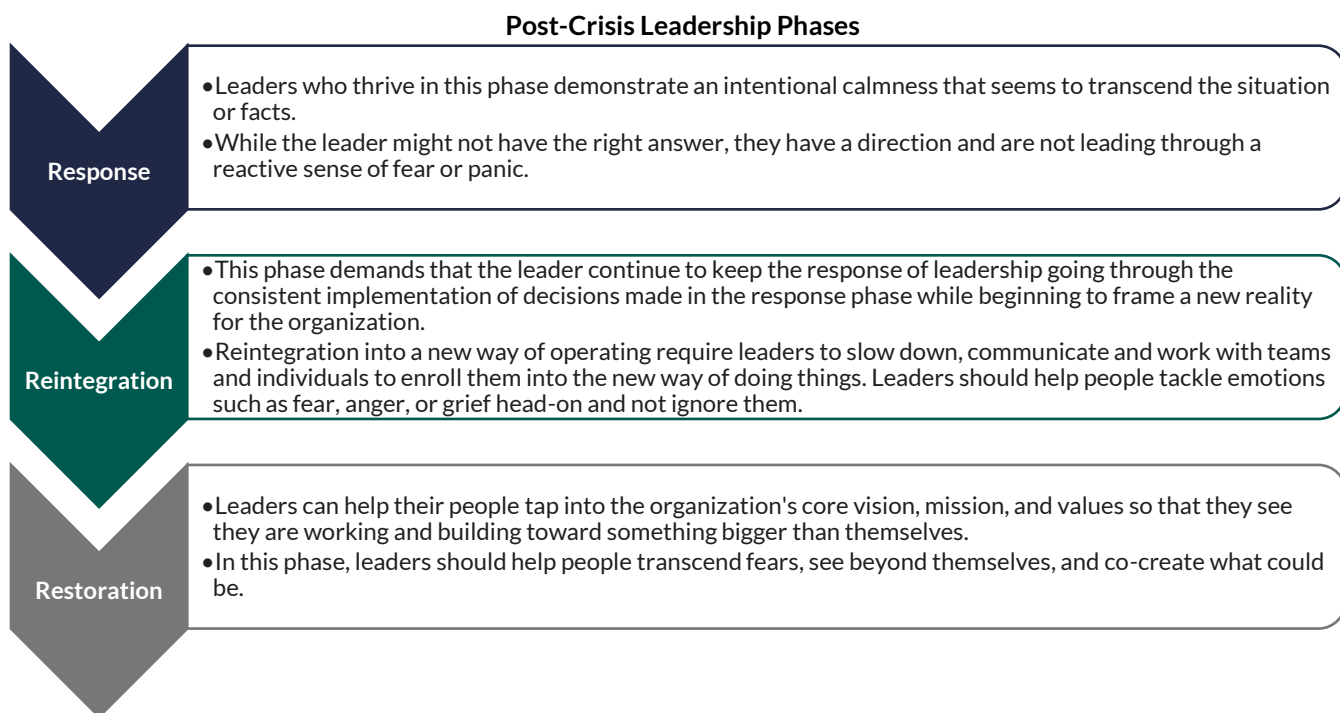 Post-Crisis Leadership Phases
Response
•Leaders who thrive in this phase demonstrate an intentional calmness that seems to transcend the situation
or facts.
•While the leader might not have the right answer, they have a direction and are not leading through a
reactive sense of fear or panic.
Reintegration
•This phase demands that the leader continue to keep the response of leadership going through the
consistent implementation of decisions made in the response phase while beginning to frame a new reality
for the organization.
•Reintegration into a new way of operating require leaders to slow down, communicate and work with teams
and individuals to enroll them into the new way of doing things. Leaders should help people tackle emotions
such as fear, anger, or grief head-on and not ignore them.
Restoration
•Leaders can help their people tap into the organization's core vision, mission, and values so that they see
they are working and building toward something bigger than themselves.
•In this phase, leaders should help people transcend fears, see beyond themselves, and co-create what could
be.